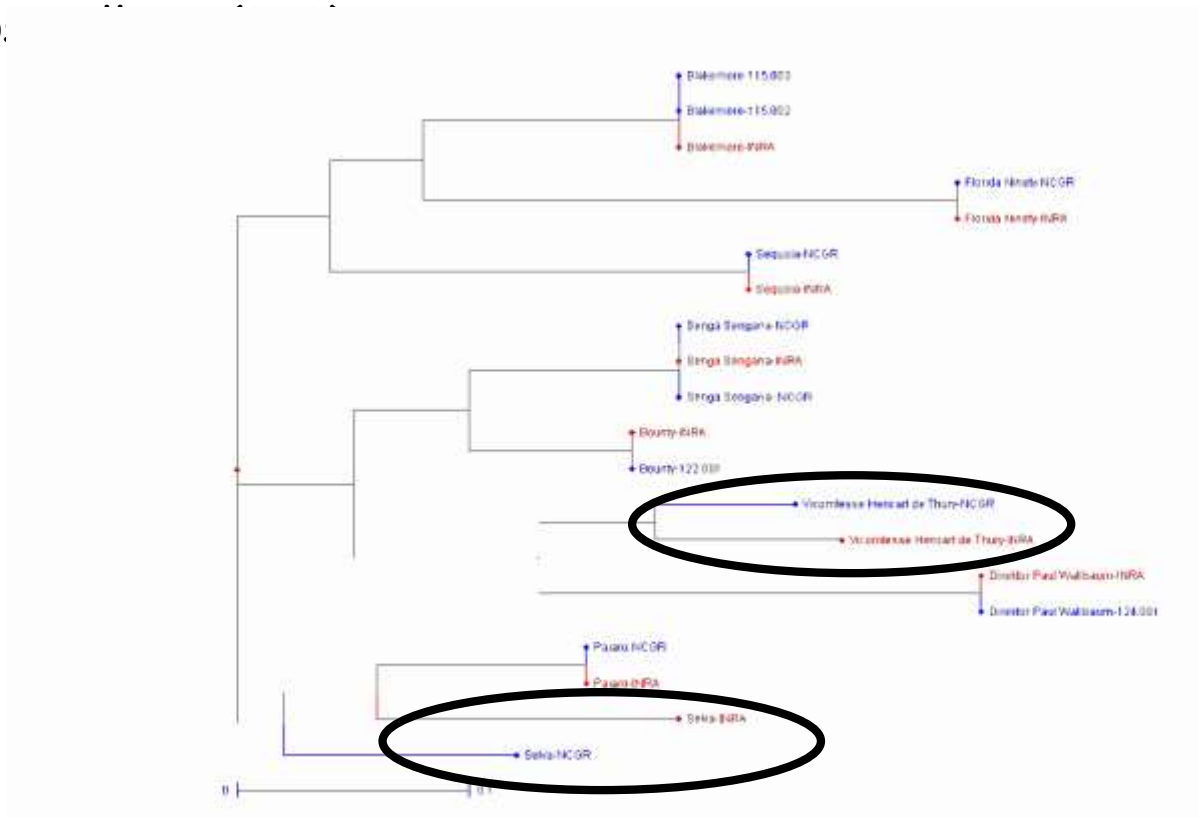 Blakemore-115.003
Blakemore-115.002
Blakemore-INRA
Florida Ninety-NCGR
Florida Ninety-INRA
Sequoia-NCGR
Sequoia-INRA
Senga Sengana-NCGR
Senga Sengana-INRA
Senga Sengana-NCGR
Bounty-INRA
Bounty-122.001
Vicomtesse Hericart de Thury-NCGR
Vicomtesse Hericart de Thury-INRA
Direktor Paul Wallbaum-INRA
Direktor Paul Wallbaum-124.001
Pajaro-NCGR
Pajaro-INRA
Selva-INRA
Selva-NCGR
0 0.1